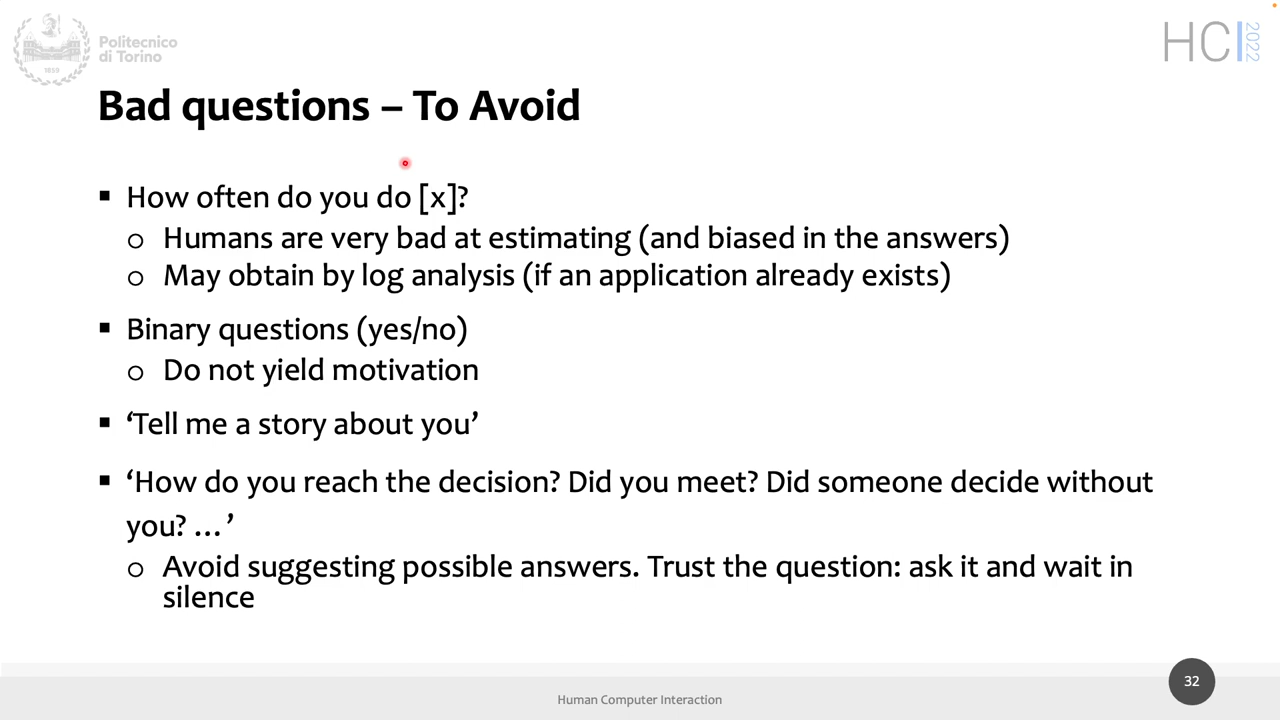 Politecnico
di Torino
1859
HCI 2022
Bad questions – To Avoid
▪ How often do you do [x]?
o Humans are very bad at estimating (and biased in the answers)
o May obtain by log analysis (if an application already exists)
▪ Binary questions (yes/no)
o Do not yield motivation
▪ ‘Tell me a story about you’
▪ ‘How do you reach the decision? Did you meet? Did someone decide without
you? …’
o Avoid suggesting possible answers. Trust the question: ask it and wait in
silence
Human Computer Interaction
32